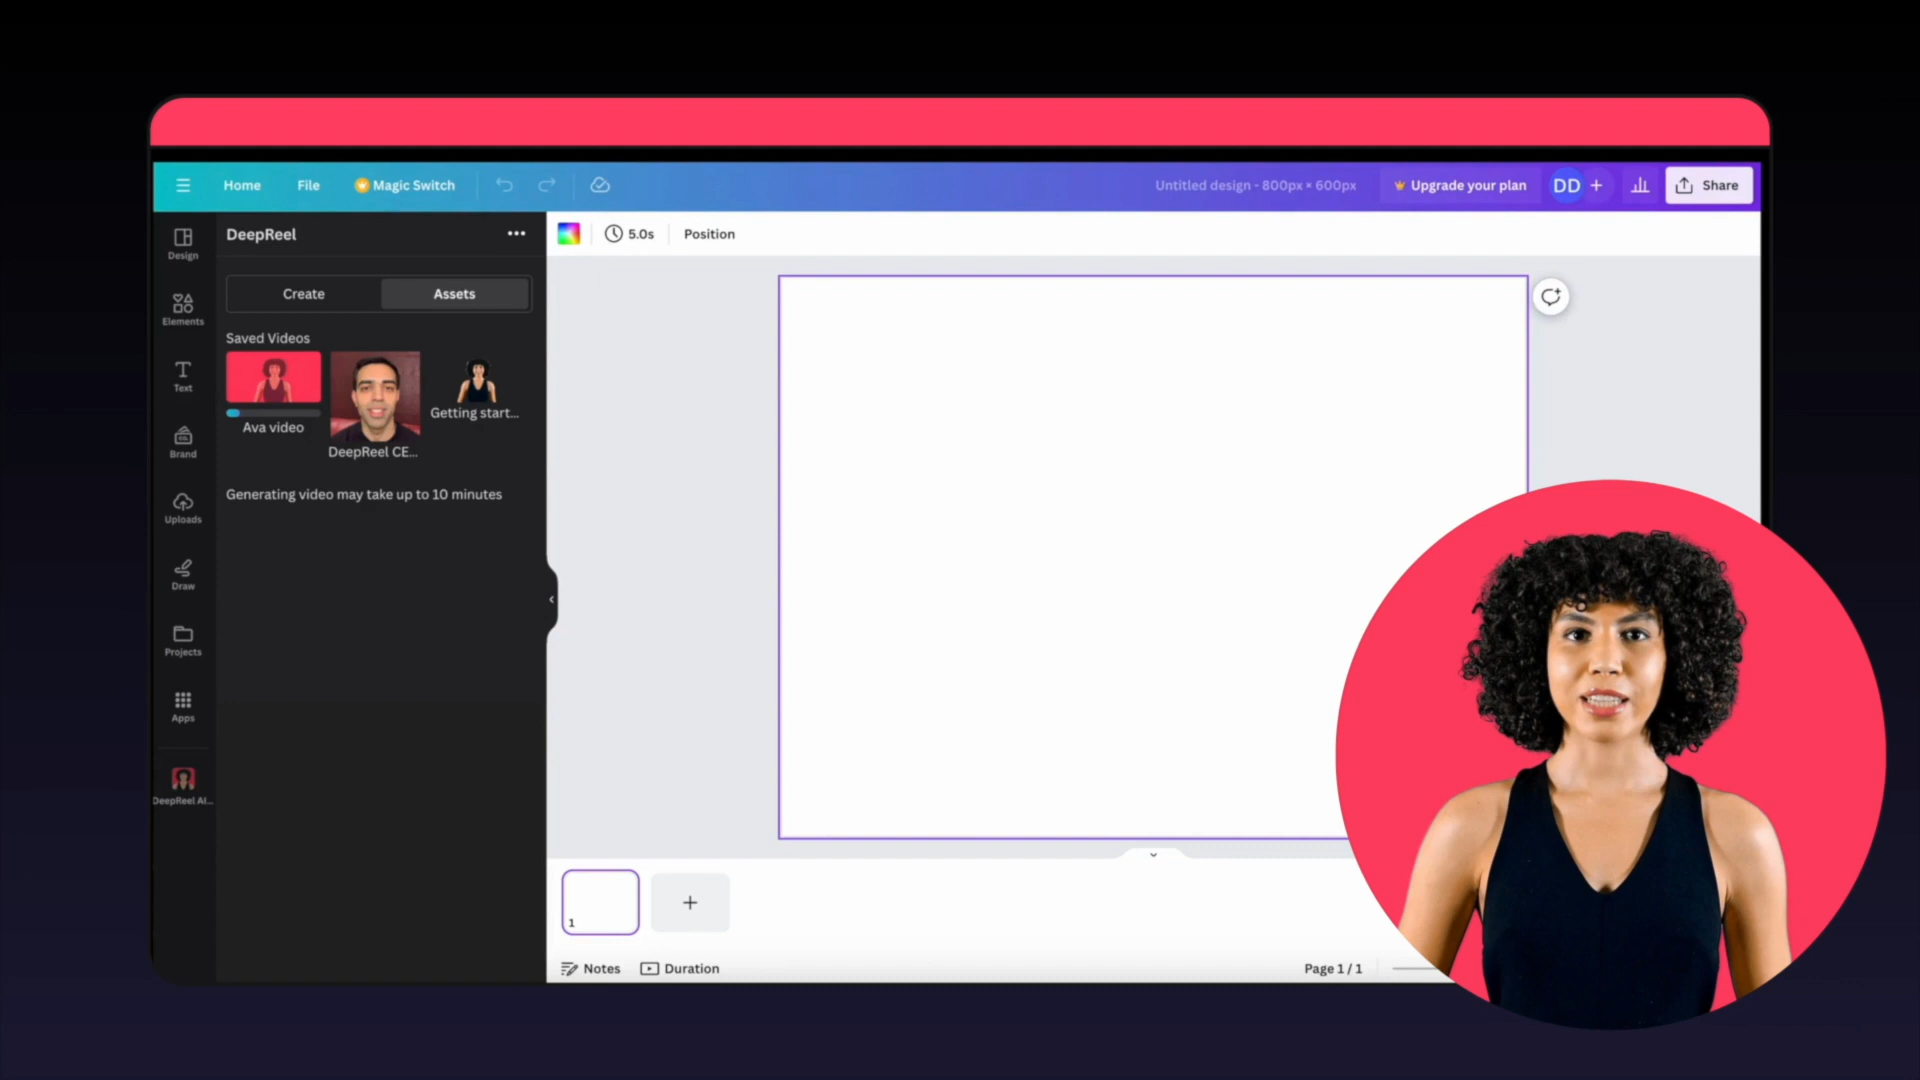 Home File Magic Switch Untitled design - 800px × 600px Upgrade your plan DD + Share
DeepReel ••• 5.0s Position
Design
Create Assets
Elements
Saved Videos
Text
Getting start...
Ava video
Brand
DeepReel CE...
Generating video may take up to 10 minutes
Uploads
Draw
Projects
Apps
DeepReel AI...
1 +
Notes Duration Page 1 / 1